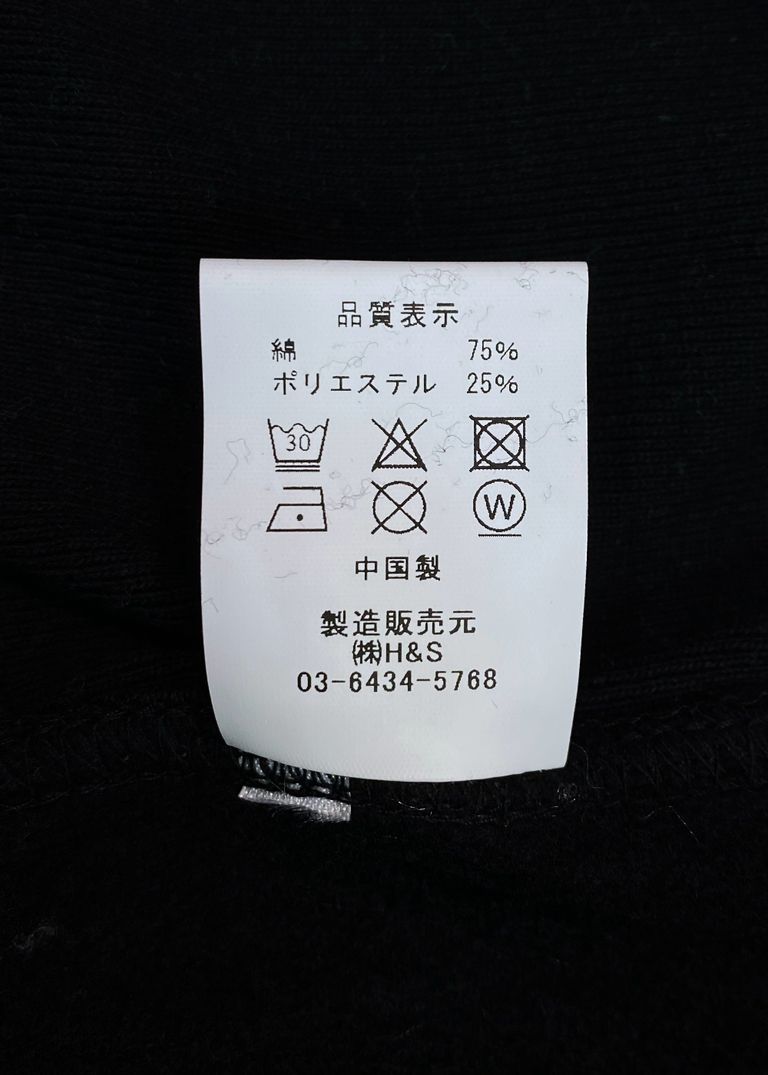 品質表示
綿 75%
ポリエステル 25%
30
W
中国製
製造販売元
㈱H&S
03-6434-5768